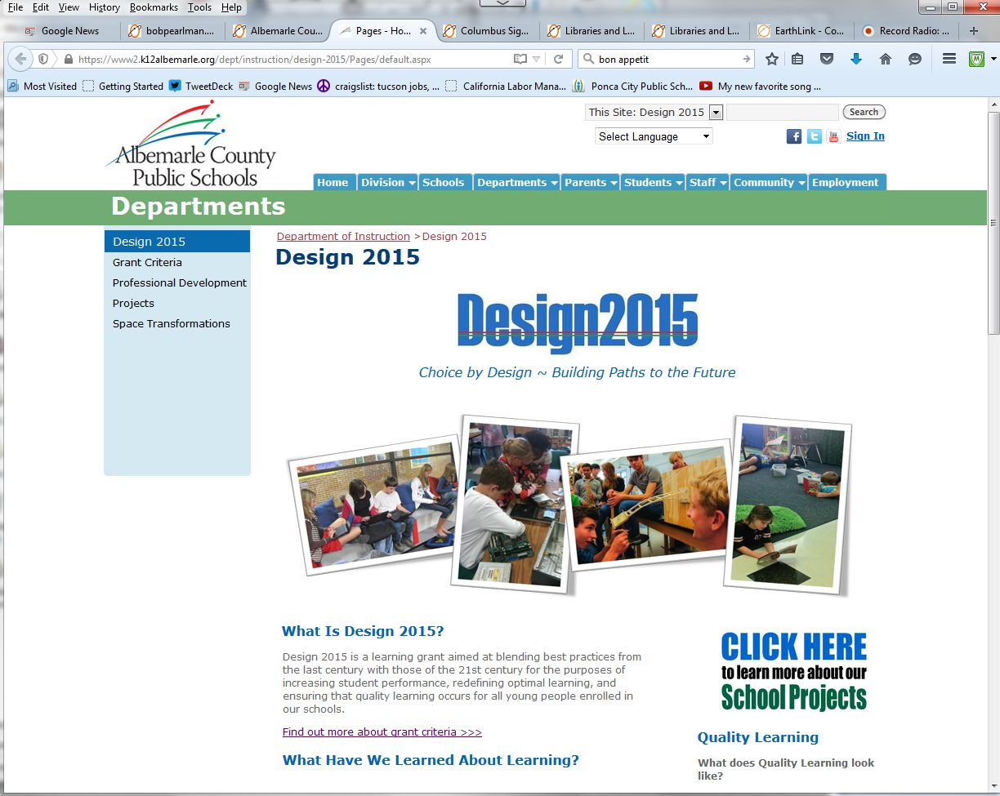 File Edit View History Bookmarks Tools Help
Google News bobpearlman.... Albemarle Cou... Pages - Ho... Columbus Sig... Libraries and L... Libraries and L... EarthLink - Co... Record Radio: ...
https://www2.k12albemarle.org/dept/instruction/design-2015/Pages/default.aspx bon appetit
Most Visited Getting Started TweetDeck Google News craigslist: tucson jobs, ... California Labor Mana... Ponca City Public Sch... My new favorite song ...
Albemarle County
Public Schools
This Site: Design 2015 Search
Select Language Sign In
Home Division Schools Departments Parents Students Staff Community Employment
Departments
Design 2015
Grant Criteria
Professional Development
Projects
Space Transformations
Department of Instruction > Design 2015
Design 2015
Design2015
Choice by Design ~ Building Paths to the Future
What Is Design 2015?
Design 2015 is a learning grant aimed at blending best practices from
the last century with those of the 21st century for the purposes of
increasing student performance, redefining optimal learning, and
ensuring that quality learning occurs for all young people enrolled in
our schools.
Find out more about grant criteria >>>
What Have We Learned About Learning?
CLICK HERE
to learn more about our
School Projects
Quality Learning
What does Quality Learning look
like?